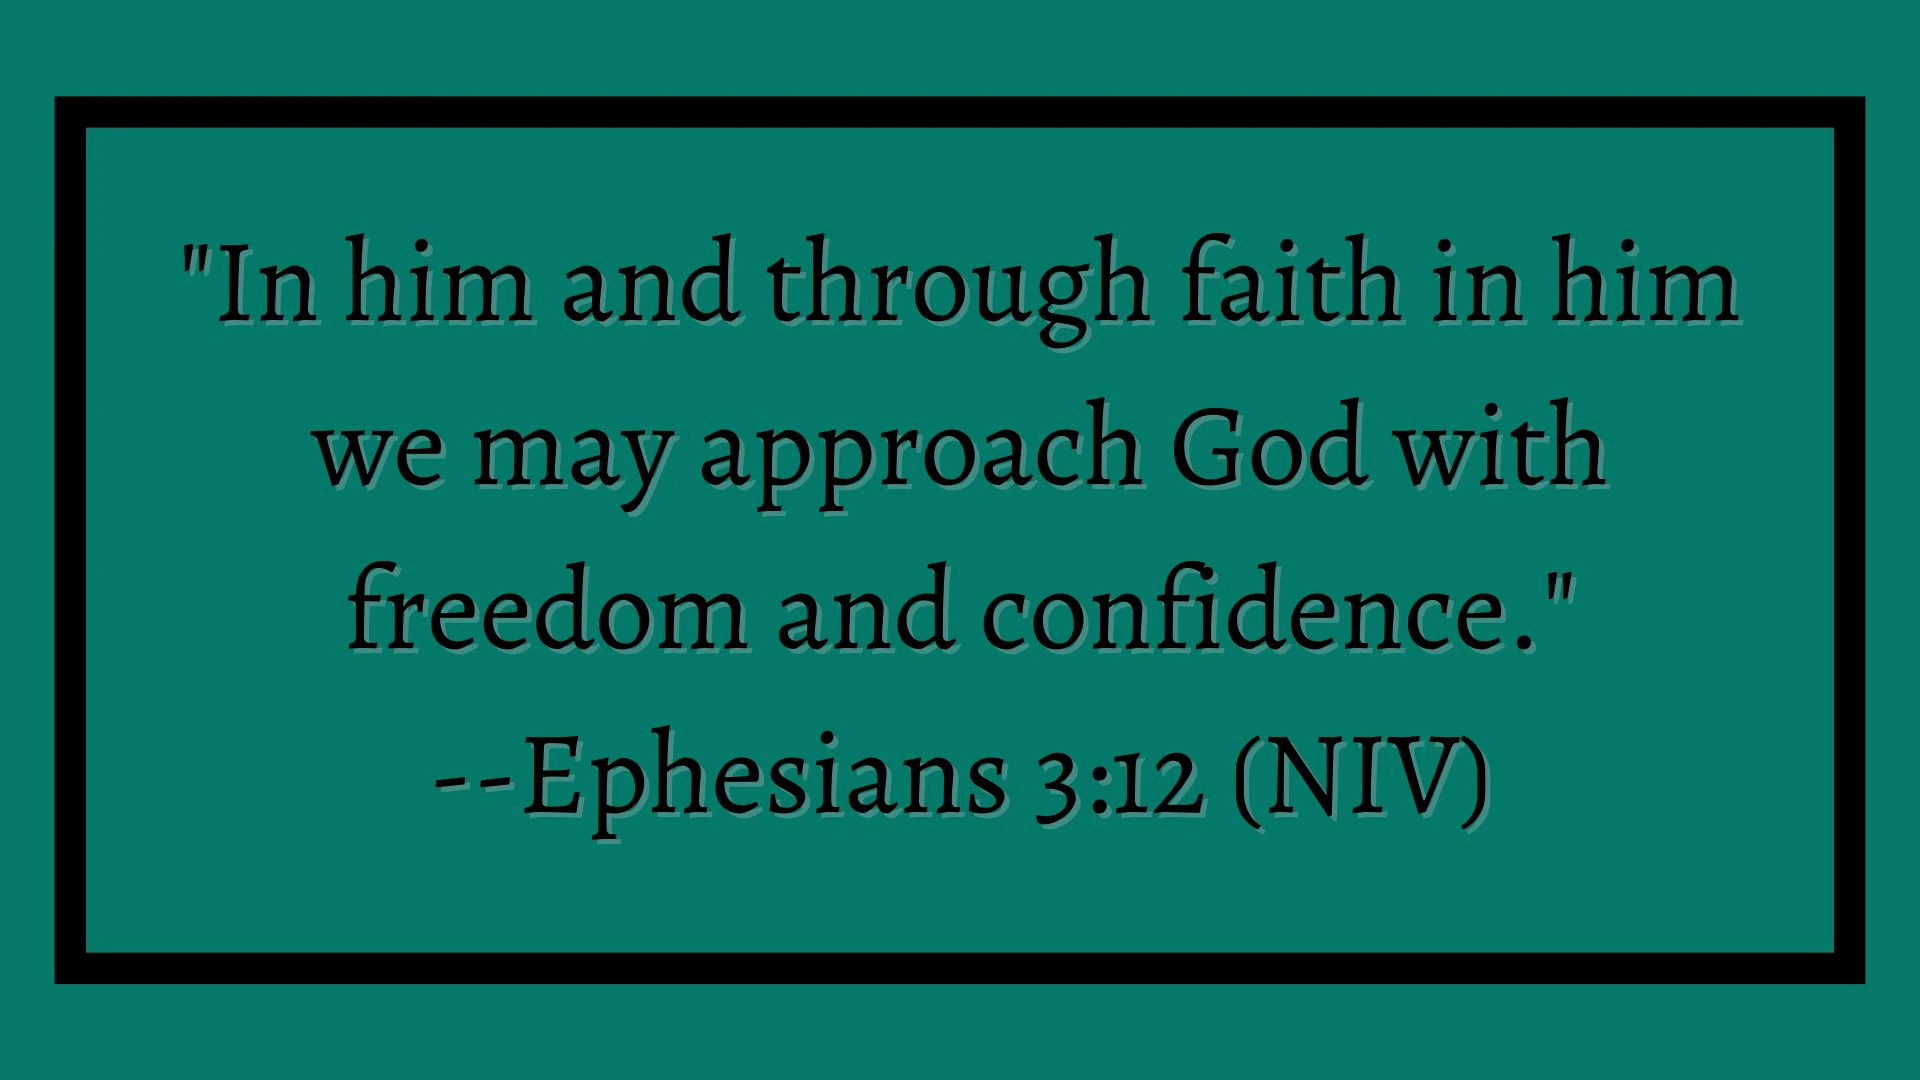 "In him and through faith in him
we may approach God with
freedom and confidence."
--Ephesians 3:12 (NIV)